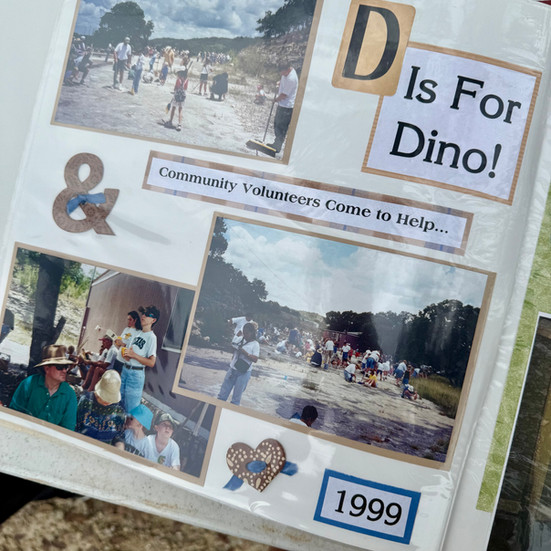 D
Is For
Dino!
Community Volunteers Come to Help...
&
1999